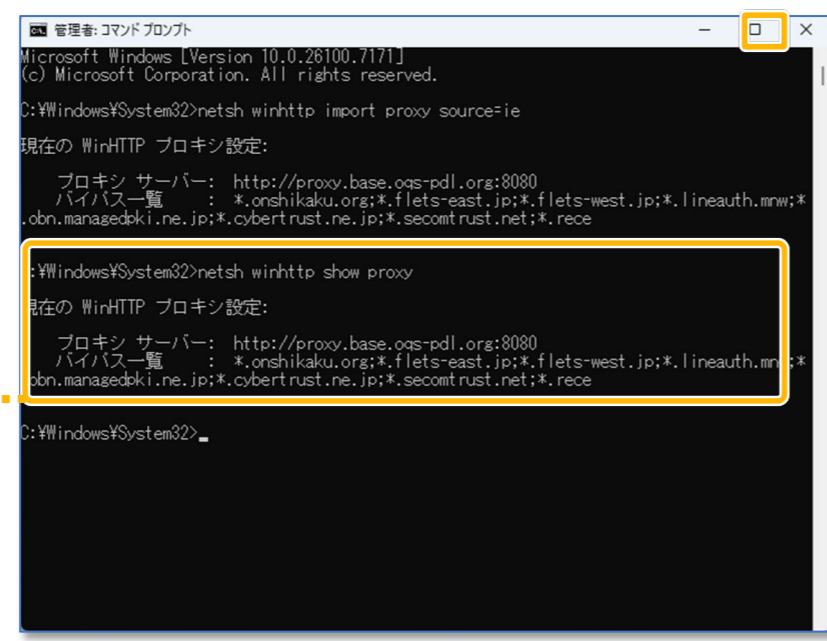 管理者: コマンド プロンプト
Microsoft Windows [Version 10.0.26100.7171]
(c) Microsoft Corporation. All rights reserved.
C:¥Windows¥System32>netsh winhttp import proxy source=ie
現在の WinHTTP プロキシ設定:
プロキシ サーバー: http://proxy.base.oqs-pdl.org:8080
バイパス一覧 : *.onshikaku.org;*.flets-east.jp;*.flets-west.jp;*.lineauth.mnw;*
.obn.managedpki.ne.jp;*.cybertrust.ne.jp;*.secomtrust.net;*.rece
:¥Windows¥System32>netsh winhttp show proxy
現在の WinHTTP プロキシ設定:
プロキシ サーバー: http://proxy.base.oqs-pdl.org:8080
バイパス一覧 : *.onshikaku.org;*.flets-east.jp;*.flets-west.jp;*.lineauth.mnw;*
obn.managedpki.ne.jp;*.cybertrust.ne.jp;*.secomtrust.net;*.rece
C:¥Windows¥System32>_